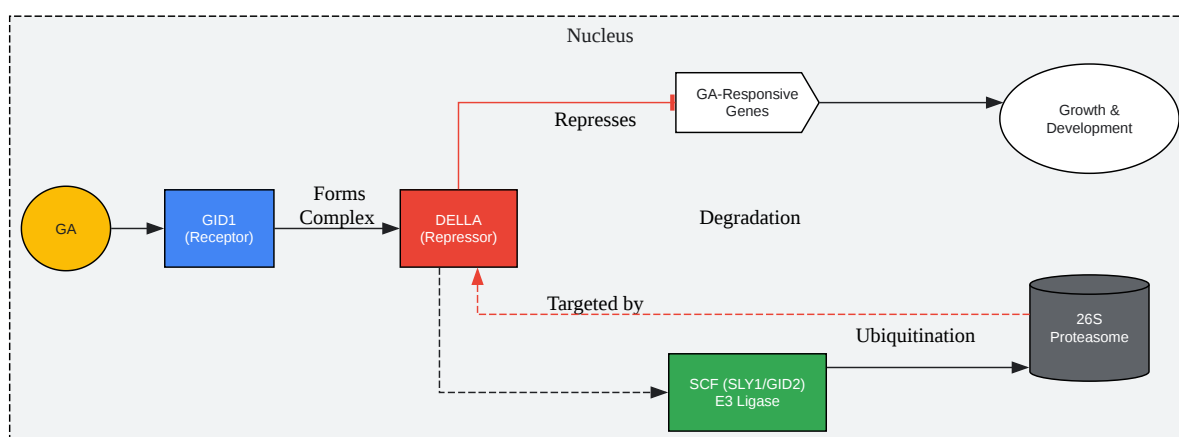 Nucleus
GA-Responsive
Genes
Growth &
Development
Represses
Forms
Complex
GA
GID1
(Receptor)
DELLA
(Repressor)
Degradation
Targeted by
26S
Proteasome
Ubiquitination
SCF (SLY1/GID2)
E3 Ligase